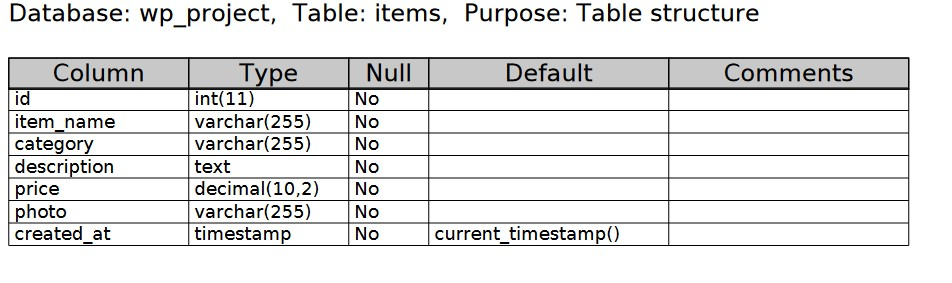 Database: wp_project, Table: items, Purpose: Table structure
Column Type Null Default Comments
id int(11) No
item_name varchar(255) No
category varchar(255) No
description text No
price decimal(10,2) No
photo varchar(255) No
created_at timestamp No current_timestamp()